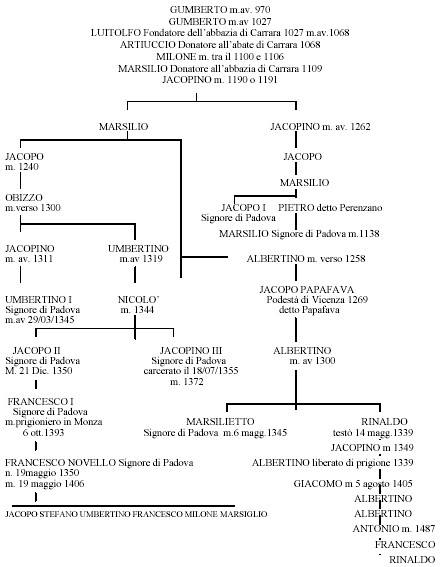 GUMBERTO m.av. 970
GUMBERTO m.av 1027
LUITOLFO Fondatore dell'abbazia di Carrara 1027 m.av.1068
ARTIUCCIO Donatore all'abate di Carrara 1068
MILONE m. tra il 1100 e 1106
MARSILIO Donatore all'abbazia di Carrara 1109
JACOPINO m. 1190 o 1191
MARSILIO
JACOPINO m. av. 1262
JACOPO
m. 1240
JACOPO
MARSILIO
OBIZZO
m.verso 1300
JACOPO I
Signore di Padova
PIETRO detto Perenzano
MARSILIO Signore di Padova m.1138
JACOPINO
m. av. 1311
UMBERTINO
m.av 1319
ALBERTINO m. verso 1258
JACOPO PAPAFAVA
Podestá di Vicenza 1269
detto Papafava
UMBERTINO I
Signore di Padova
m.av 29/03/1345
NICOLO'
m. 1344
JACOPO II
Signore di Padova
M. 21 Dic. 1350
JACOPINO III
Signore di Padova
carcerato il 18/07/1355
m. 1372
ALBERTINO
m. av 1300
FRANCESCO I
Signore di Padova
m.prigioniero in Monza
6 ott.1393
MARSILIETTO
Signore di Padova m.6 magg.1345
RINALDO
testò 14 magg.1339
JACOPINO m 1349
FRANCESCO NOVELLO Signore di Padova
n. 19maggio 1350
m. 19 maggio 1406
ALBERTINO liberato di prigione 1339
GIACOMO m 5 agosto 1405
ALBERTINO
JACOPO STEFANO UMBERTINO FRANCESCO MILONE MARSIGLIO
ALBERTINO
ANTONIO m. 1487
FRANCESCO
RINALDO